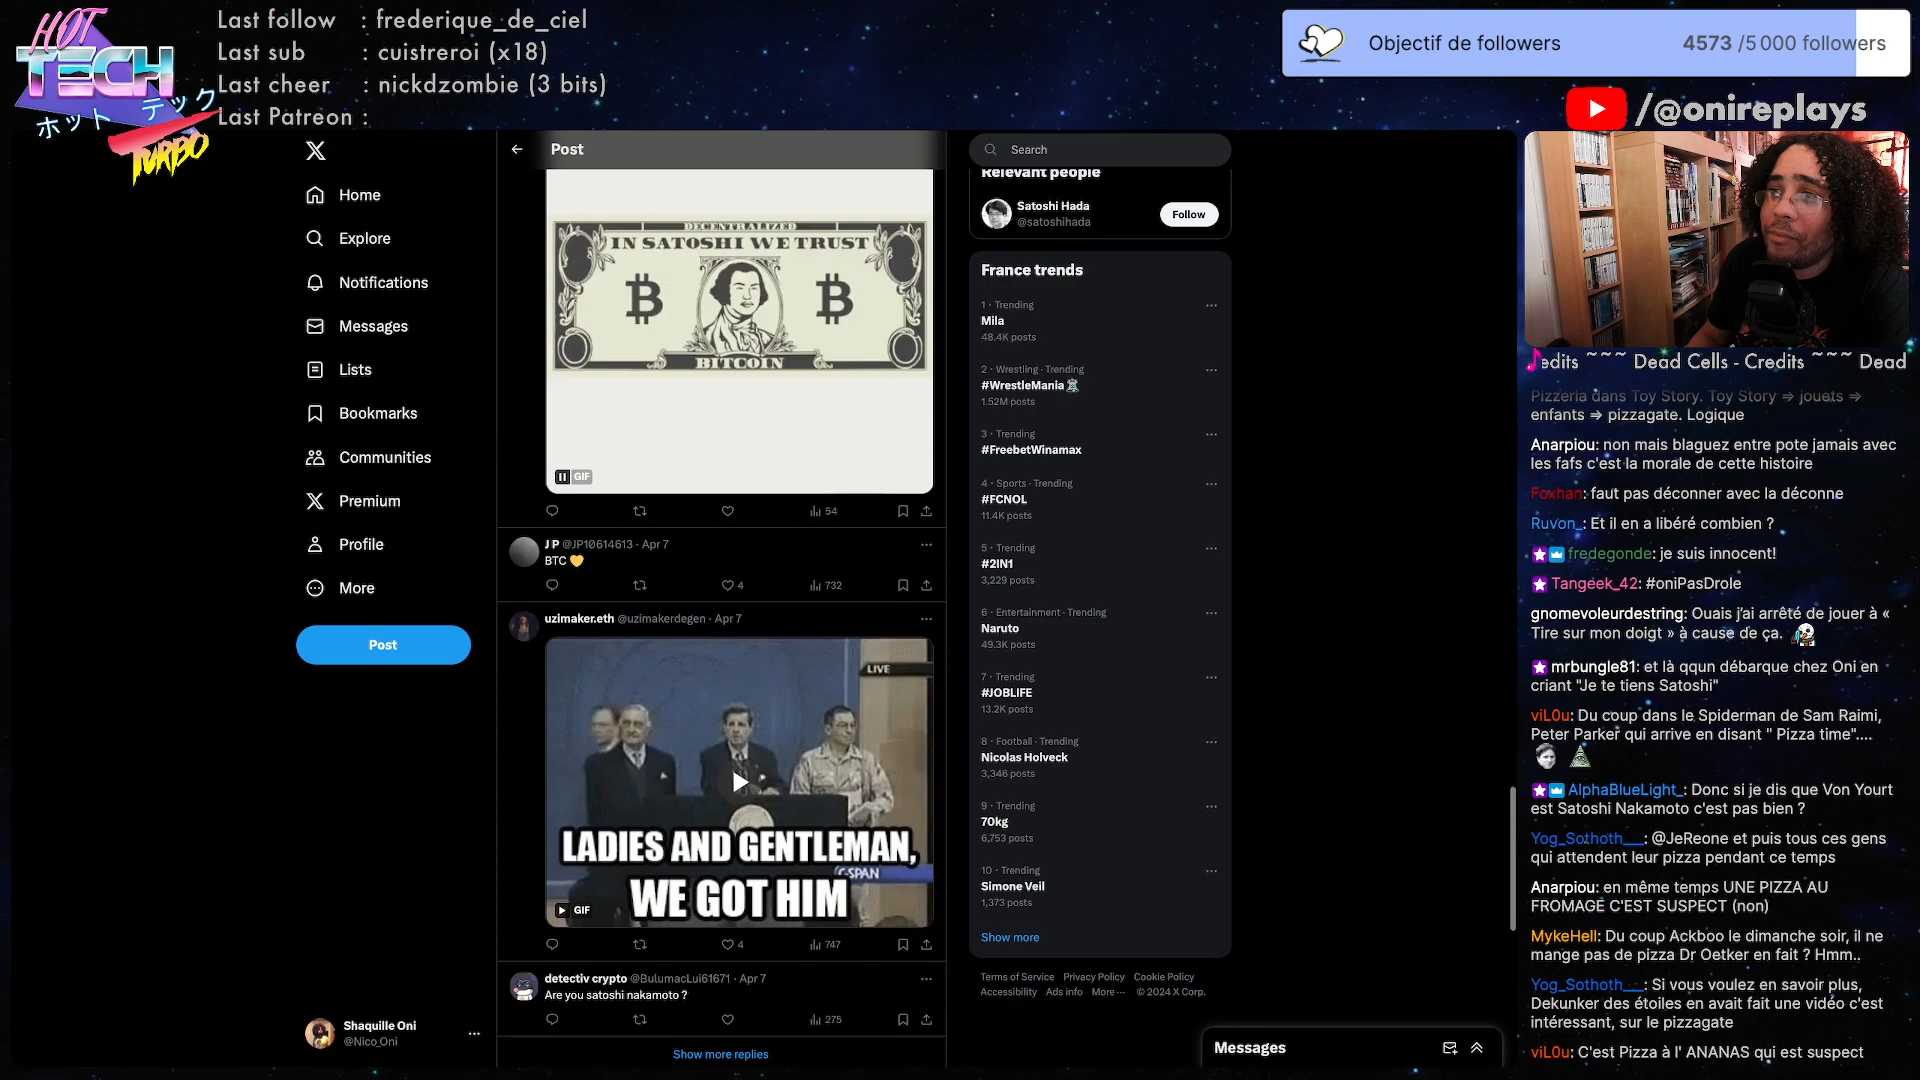 HOT
TECH
ホット テック
TURBO
Last follow : frederique_de_ciel
Last sub : cuistreroi (x18)
Last cheer : nickdzombie (3 bits)
Last Patreon :
Objectif de followers 4573 /5 000 followers
/@onireplays
Home
Explore
Notifications
Messages
Lists
Bookmarks
Communities
Premium
Profile
More
Post
Shaquille Oni
@Nico_Oni
Post
DECENTRALIZED
IN SATOSHI WE TRUST
BITCOIN
GIF
54
J P @JP10614613 · Apr 7
BTC 💛
4 732
uzimaker.eth @uzimakerdegen · Apr 7
LIVE
LADIES AND GENTLEMAN,
C-SPAN
WE GOT HIM
GIF
4 747
detectiv crypto @BulumacLui61671 · Apr 7
Are you satoshi nakamoto ?
275
Show more replies
Search
Relevant people
Satoshi Hada
@satoshihada
Follow
France trends
1 · Trending
Mila
48.4K posts
2 · Wrestling · Trending
#WrestleMania
1.52M posts
3 · Trending
#FreebetWinamax
4 · Sports · Trending
#FCNOL
11.4K posts
5 · Trending
#2IN1
3,229 posts
6 · Entertainment · Trending
Naruto
49.3K posts
7 · Trending
#JOBLIFE
13.2K posts
8 · Football · Trending
Nicolas Holveck
3,346 posts
9 · Trending
70kg
6,753 posts
10 · Trending
Simone Veil
1,373 posts
Show more
Terms of Service Privacy Policy Cookie Policy
Accessibility Ads info More ··· © 2024 X Corp.
Messages
edits ~~~ Dead Cells - Credits ~~~ Dead
Pizzeria dans Toy Story. Toy Story ⇒ jouets ⇒
enfants ⇒ pizzagate. Logique
Anarpiou: non mais blaguez entre pote jamais avec
les fafs c'est la morale de cette histoire
Foxhan: faut pas déconner avec la déconne
Ruvon_: Et il en a libéré combien ?
fredegonde: je suis innocent!
Tangeek_42: #oniPasDrole
gnomevoleurdestring: Ouais j'ai arrêté de jouer à «
Tire sur mon doigt » à cause de ça.
mrbungle81: et là qqun débarque chez Oni en
criant "Je te tiens Satoshi"
viL0u: Du coup dans le Spiderman de Sam Raimi,
Peter Parker qui arrive en disant " Pizza time"....
AlphaBlueLight_: Donc si je dis que Von Yourt
est Satoshi Nakamoto c'est pas bien ?
Yog_Sothoth___: @JeReone et puis tous ces gens
qui attendent leur pizza pendant ce temps
Anarpiou: en même temps UNE PIZZA AU
FROMAGE C'EST SUSPECT (non)
MykeHell: Du coup Ackboo le dimanche soir, il ne
mange pas de pizza Dr Oetker en fait ? Hmm..
Yog_Sothoth___: Si vous voulez en savoir plus,
Dekunker des étoiles en avait fait une vidéo c'est
intéressant, sur le pizzagate
viL0u: C'est Pizza à l' ANANAS qui est suspect